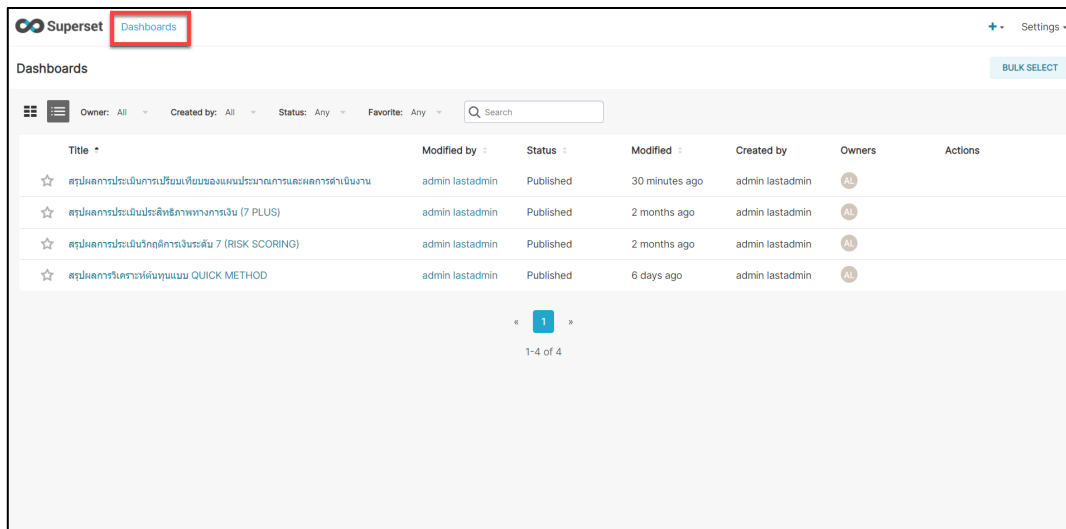 Superset Dashboards + Settings
Dashboards BULK SELECT
Owner: All Created by: All Status: Any Favorite: Any Search
Title Modified by Status Modified Created by Owners Actions
สรุปผลการประเมินการเปรียบเทียบของแผนประมาณการและผลการดำเนินงาน admin lastadmin Published 30 minutes ago admin lastadmin AL
สรุปผลการประเมินประสิทธิภาพทางการเงิน (7 PLUS) admin lastadmin Published 2 months ago admin lastadmin AL
สรุปผลการประเมินวิกฤติการเงินระดับ 7 (RISK SCORING) admin lastadmin Published 2 months ago admin lastadmin AL
สรุปผลการวิเคราะห์ต้นทุนแบบ QUICK METHOD admin lastadmin Published 6 days ago admin lastadmin AL
« 1 »
1-4 of 4